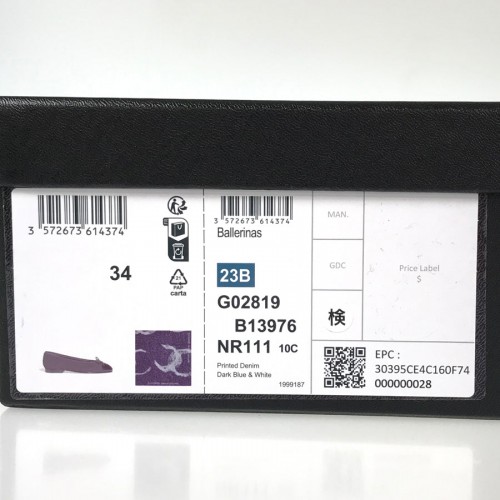 3 572673 614374
34
21
PAP
carta
3 572673 614374
Ballerinas
23B
G02819
B13976
NR111 10C
Printed Denim
Dark Blue & White
1999187
MAN.
GDC
検
Price Label
$
EPC :
30395CE4C160F74
000000028